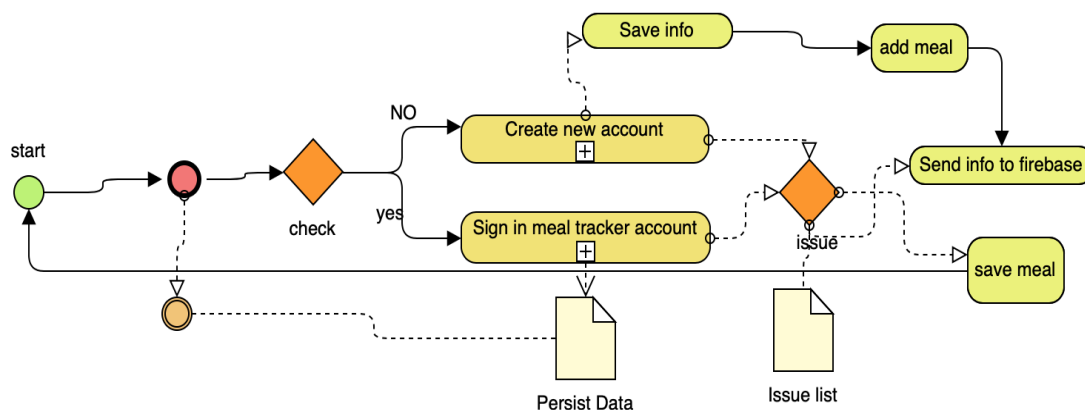 Save info
add meal
NO
Create new account
start
Send info to firebase
check
yes
Sign in meal tracker account
issue
save meal
Persist Data
Issue list